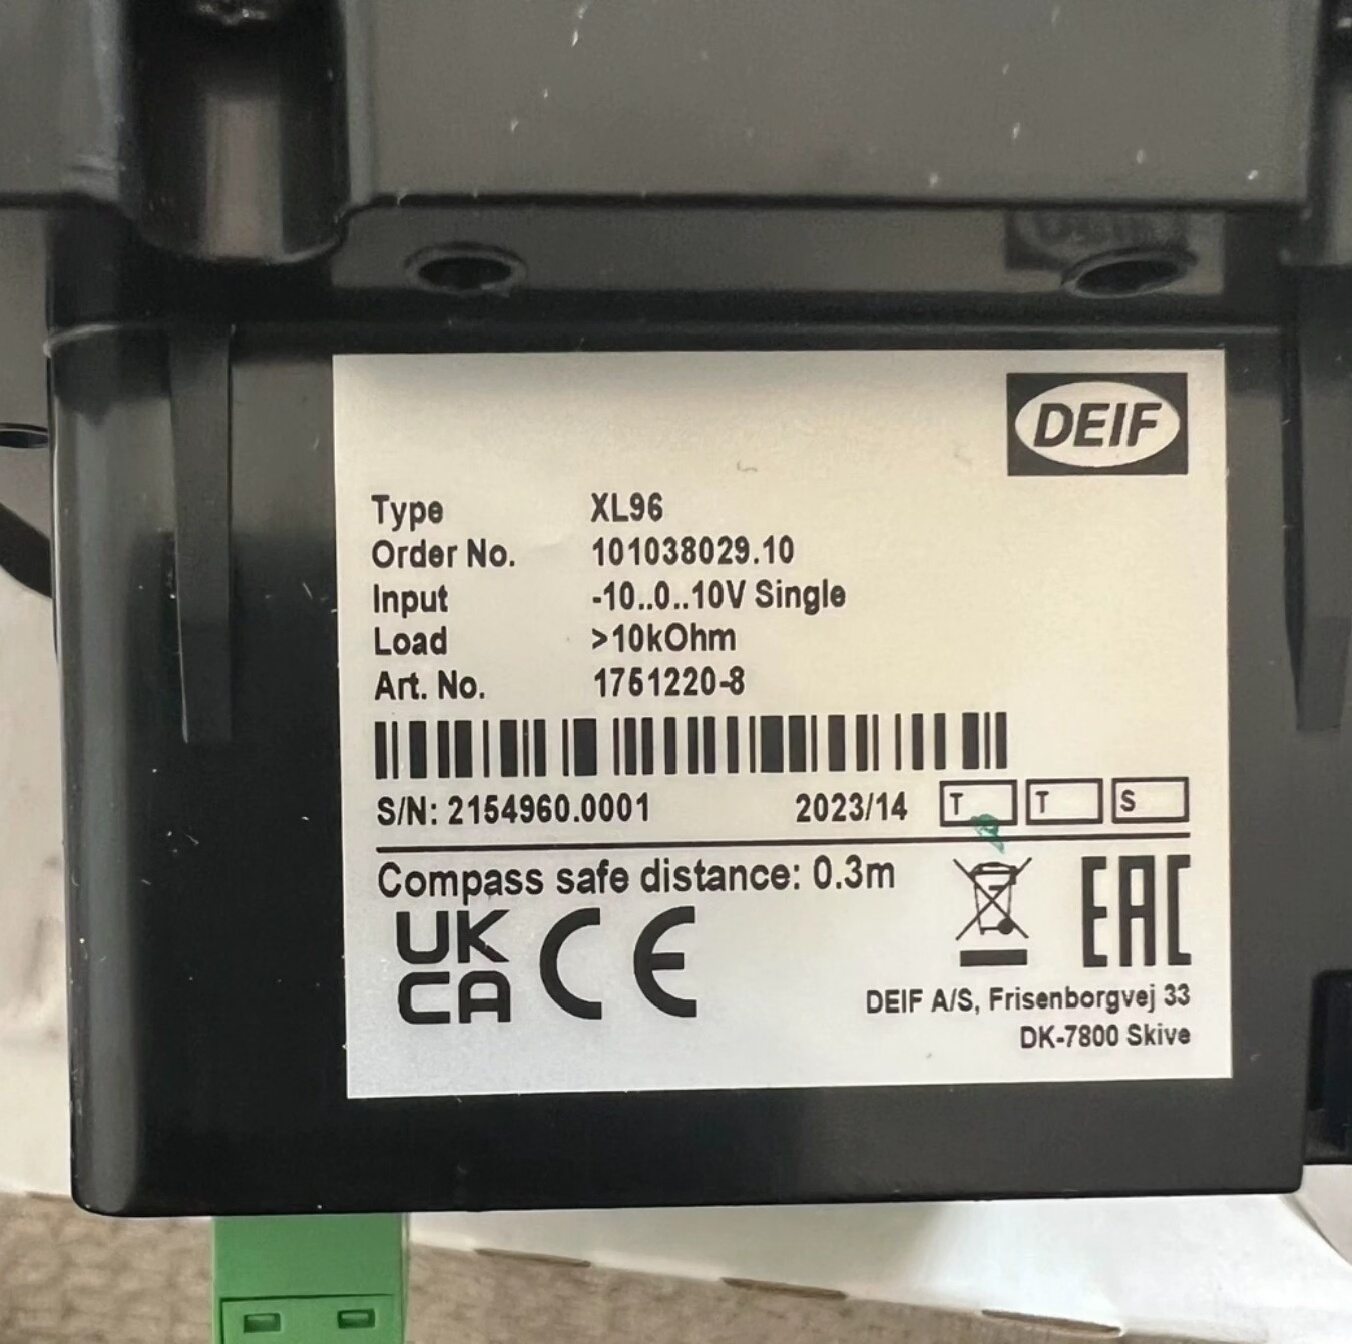 DEIF
Type XL96
Order No. 101038029.10
Input -10..0..10V Single
Load >10kOhm
Art. No. 1761220-8
S/N: 2154960.0001 2023/14 T T S
Compass safe distance: 0.3m
UK
CA CE EAC
DEIF A/S, Frisenborgvej 33
DK-7800 Skive